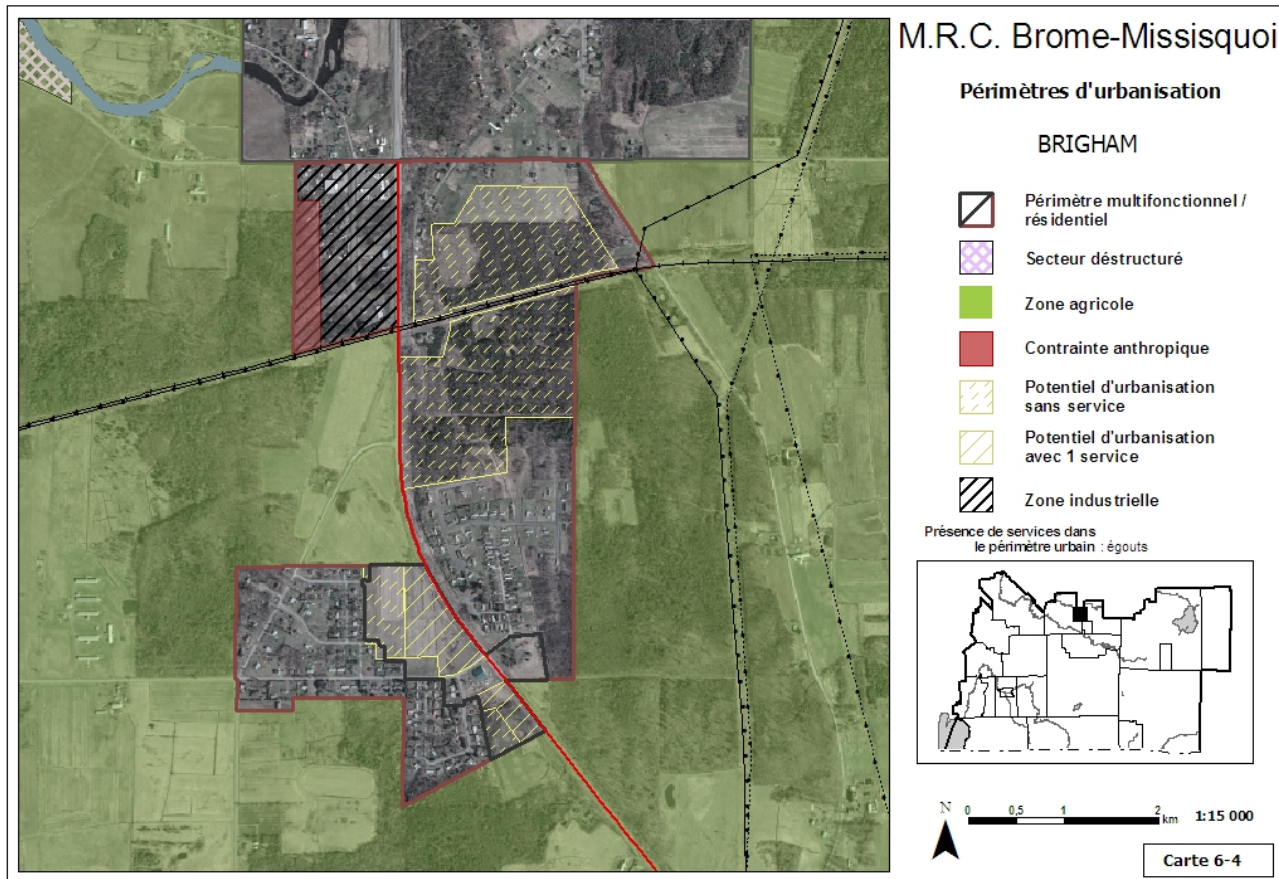 M.R.C. Brome-Missisquoi
Périmètres d'urbanisation
BRIGHAM
Périmètre multifonctionnel /
résidentiel
Secteur déstructuré
Zone agricole
Contrainte anthropique
Potentiel d'urbanisation
sans service
Potentiel d'urbanisation
avec 1 service
Zone industrielle
Présence de services dans
le périmètre urbain : égouts
N
0 0,5 1 2
km
1:15 000
Carte 6-4